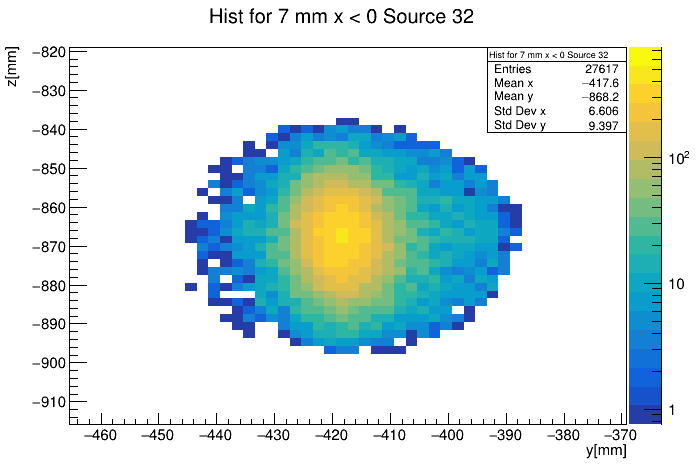 Hist for 7 mm x < 0 Source 32
z[mm]
Hist for 7 mm x < 0 Source 32
Entries 27617
Mean x −417.6
Mean y −868.2
Std Dev x 6.606
Std Dev y 9.397
−820
−830
−840
−850
−860
−870
−880
−890
−900
−910
10²
10
1
−460 −450 −440 −430 −420 −410 −400 −390 −380 −370
y[mm]